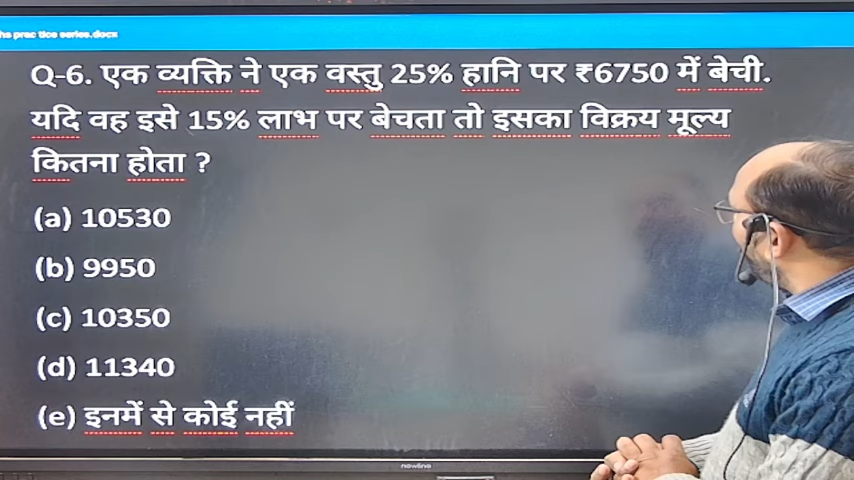 hs prac tice series.docx
Q-6. एक व्यक्ति ने एक वस्तु 25% हानि पर ₹6750 में बेची.
यदि वह इसे 15% लाभ पर बेचता तो इसका विक्रय मूल्य
कितना होता ?
(a) 10530
(b) 9950
(c) 10350
(d) 11340
(e) इनमें से कोई नहीं
newline